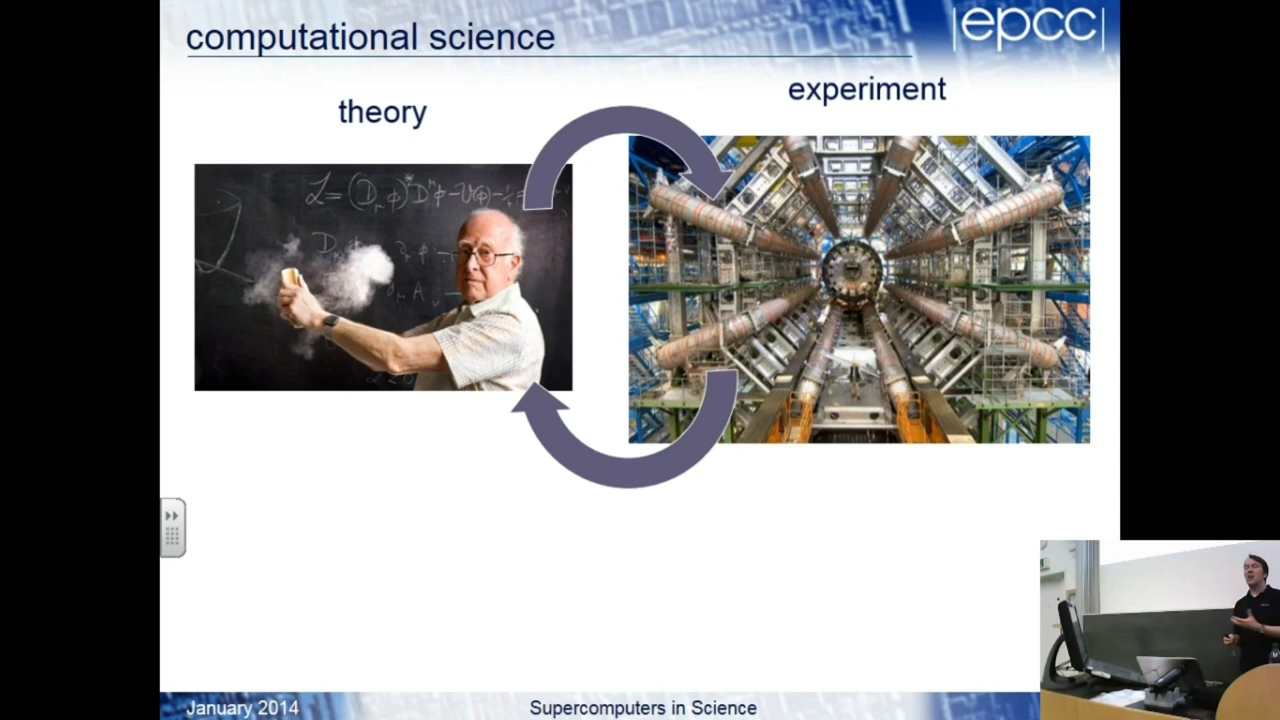 computational science
|epcc|
theory
experiment
January 2014
Supercomputers in Science